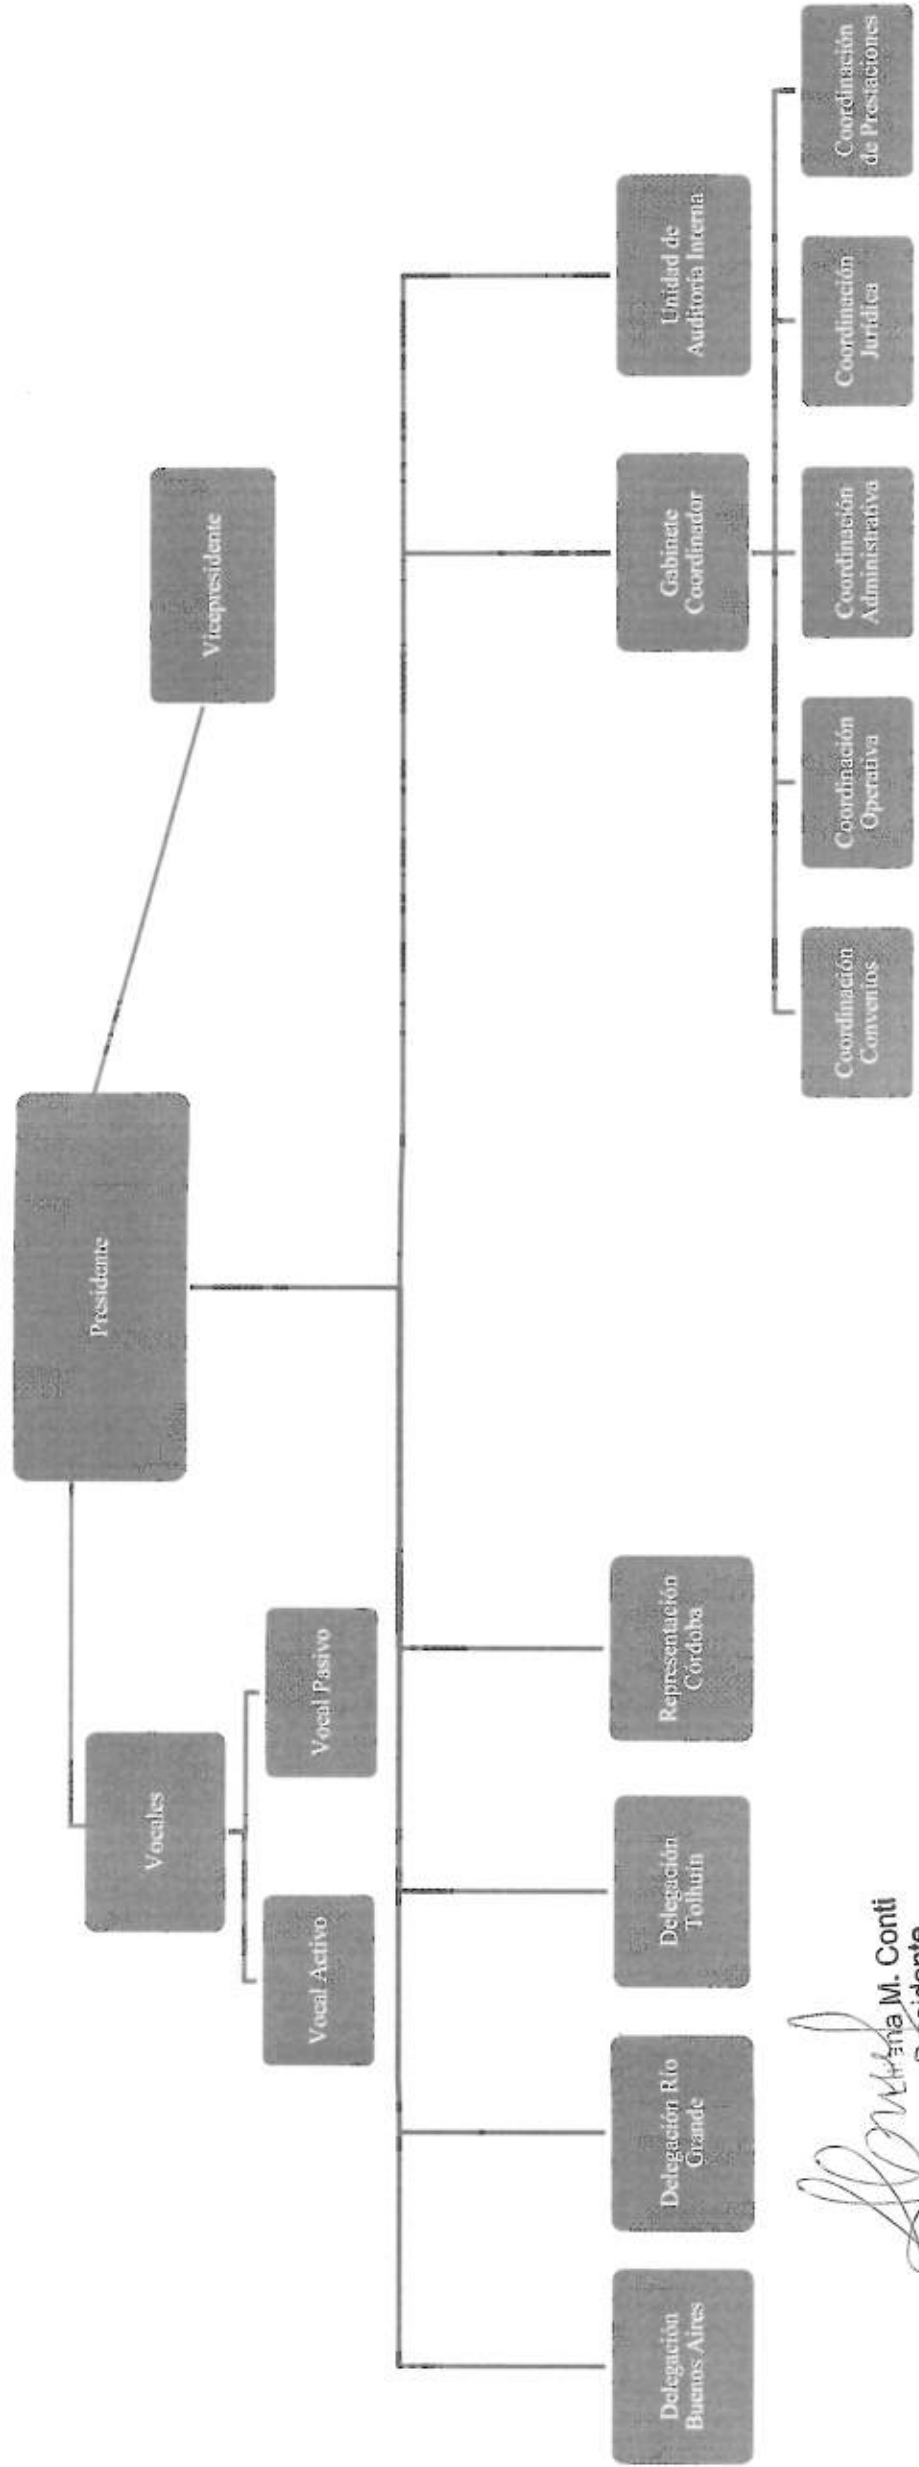 Presidente
Vicepresidente
Vocales
Vocal Activo
Vocal Pasivo
Delegación
Buenos Aires
Delegación Río
Grande
Delegación
Tolhuin
Representación
Córdoba
Gabinete
Coordinador
Unidad de
Auditoría Interna
Coordinación
Convenios
Coordinación
Operativa
Coordinación
Administrativa
Coordinación
Jurídica
Coordinación
de Prestaciones
M. Conti